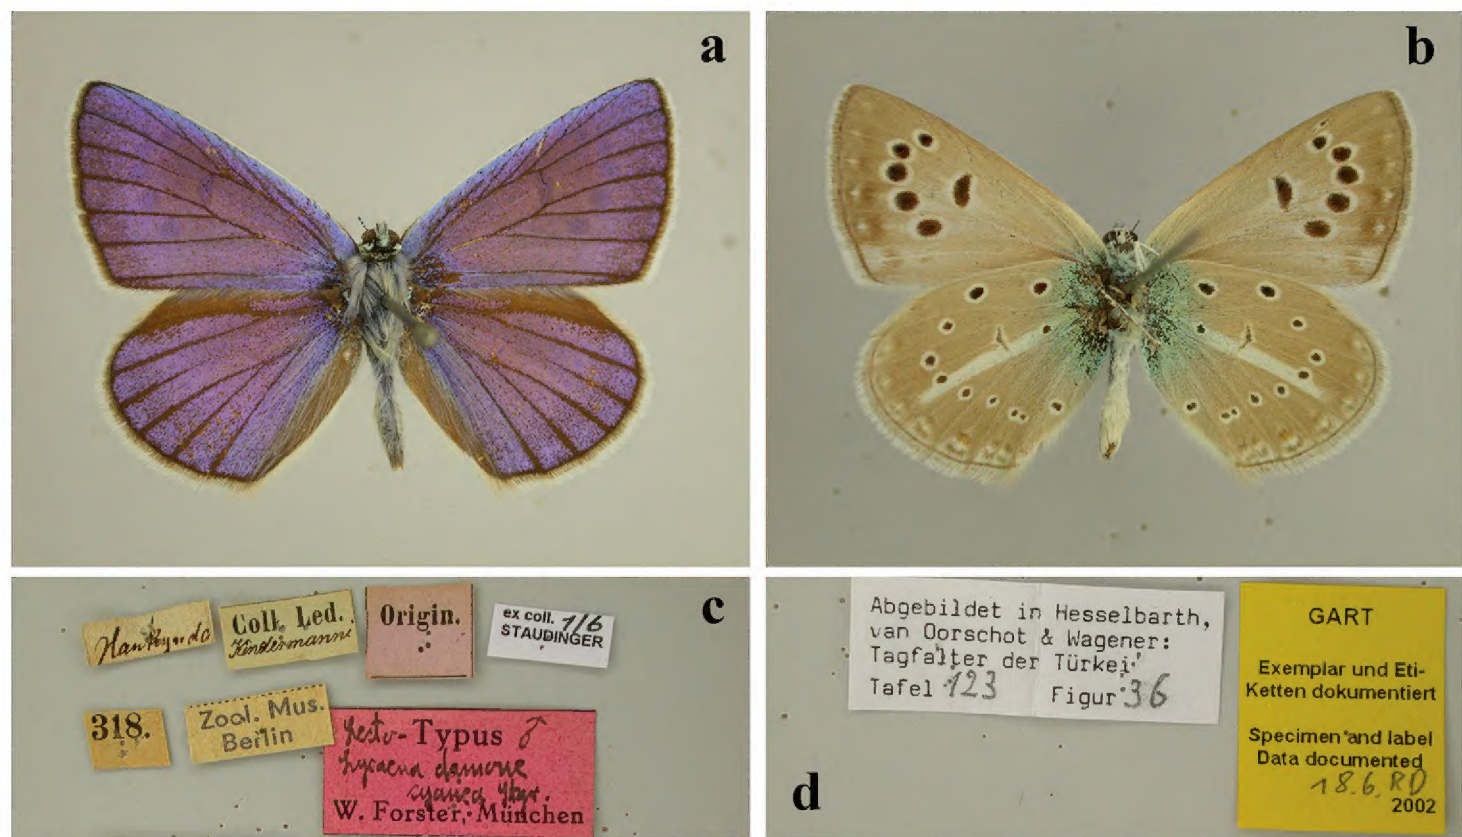 a
b
c
Coll. Led.
Kindermann
Origin.
ex coll. 1/6
STAUDINGER
318.
Zool. Mus.
Berlin
-Typus ♂
Lycaena damone
cyanea Stgr.
W. Forster, München
d
Abgebildet in Hesselbarth,
van Oorschot & Wagener:
Tagfalter der Türkei
Tafel 123 Figur 36
GART
Exemplar und Eti-
Ketten dokumentiert
Specimen and label
Data documented
18.6. RD
2002